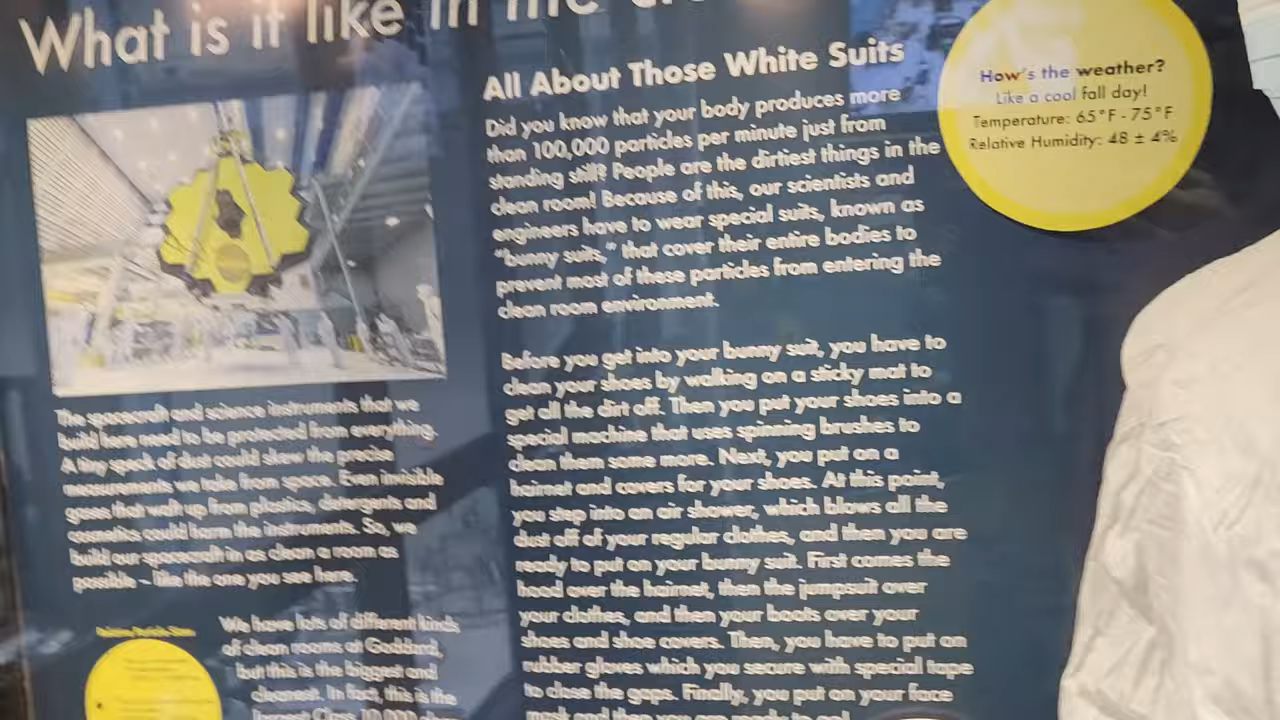 What is it like in the
The spacecraft and science instruments that we
build here need to be protected from everything.
A tiny speck of dust could skew the precise
measurements we take from space. Even invisible
gases that waft up from plastics, detergents and
cosmetics could harm the instruments. So, we
build our spacecraft in as clean a room as
possible – like the one you see here.
We have lots of different kinds
of clean rooms at Goddard,
but this is the biggest and
cleanest. In fact, this is the
largest Class 10,000 clean
All About Those White Suits
Did you know that your body produces more
than 100,000 particles per minute just from
standing still? People are the dirtiest things in the
clean room! Because of this, our scientists and
engineers have to wear special suits, known as
"bunny suits," that cover their entire bodies to
prevent most of these particles from entering the
clean room environment.
Before you get into your bunny suit, you have to
clean your shoes by walking on a sticky mat to
get all the dirt off. Then you put your shoes into a
special machine that uses spinning brushes to
clean them some more. Next, you put on a
hairnet and covers for your shoes. At this point,
you step into an air shower, which blows all the
dust off of your regular clothes, and then you are
ready to put on your bunny suit. First comes the
hood over the hairnet, then the jumpsuit over
your clothes, and then your boots over your
shoes and shoe covers. Then, you have to put on
rubber gloves which you secure with special tape
to close the gaps. Finally, you put on your face
mask and then you are ready to go!
How's the weather?
Like a cool fall day!
Temperature: 65°F - 75°F
Relative Humidity: 48 ± 4%